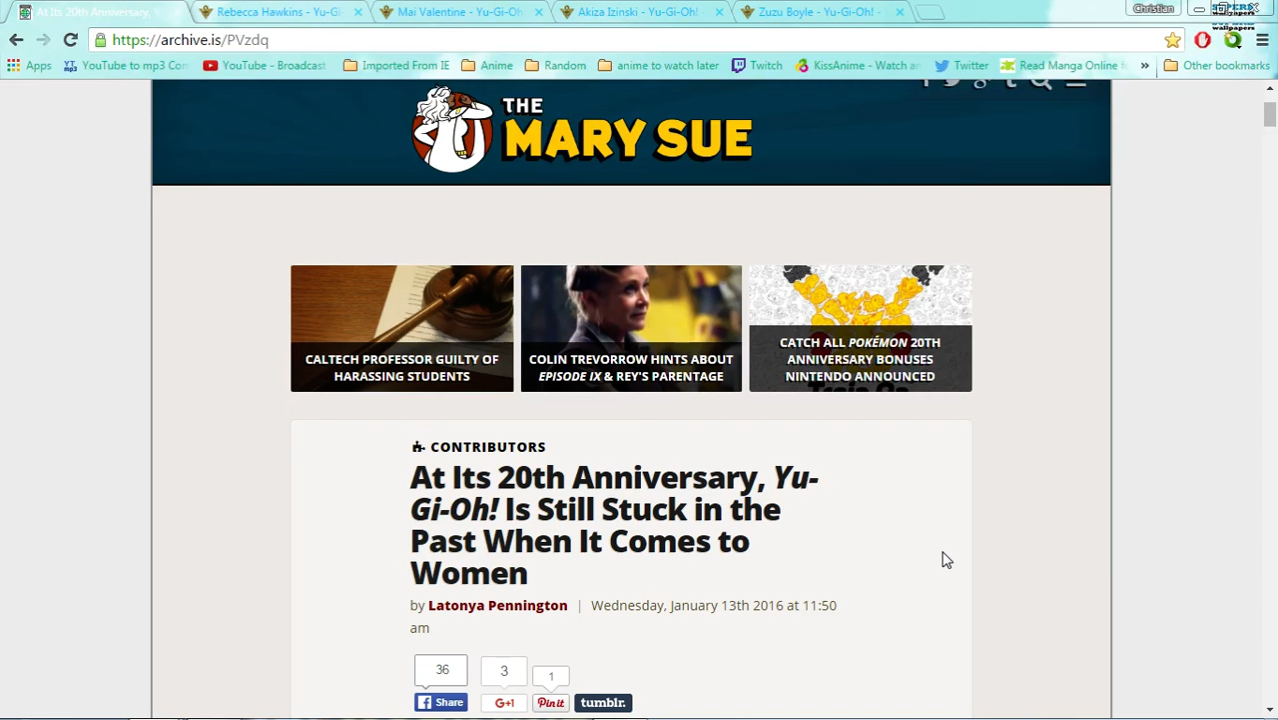 At Its 20th Anniversary, Y
Rebecca Hawkins - Yu-Gi-
Mai Valentine - Yu-Gi-Oh
Akiza Izinski - Yu-Gi-Oh!
Zuzu Boyle - Yu-Gi-Oh! -
Christian
wallpapers
https://archive.is/PVzdq
Apps
YouTube to mp3 Con
YouTube - Broadcast
Imported From IE
Anime
Random
anime to watch later
Twitch
KissAnime - Watch an
Twitter
Read Manga Online f
»
Other bookmarks
THE
MARY SUE
CALTECH PROFESSOR GUILTY OF
HARASSING STUDENTS
COLIN TREVORROW HINTS ABOUT
EPISODE IX & REY'S PARENTAGE
CATCH ALL POKÉMON 20TH
ANNIVERSARY BONUSES
NINTENDO ANNOUNCED
CONTRIBUTORS
At Its 20th Anniversary, Yu-
Gi-Oh! Is Still Stuck in the
Past When It Comes to
Women
by Latonya Pennington | Wednesday, January 13th 2016 at 11:50
am
36
3
1
Share
G+1
Pin it
tumblr.